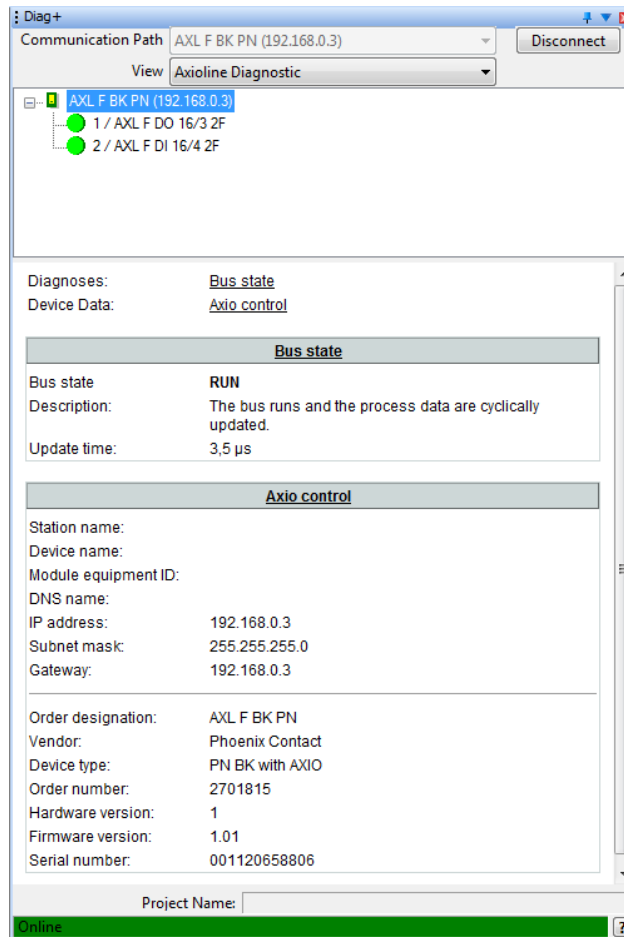 Diag+
Communication Path AXL F BK PN (192.168.0.3) Disconnect
View Axioline Diagnostic
AXL F BK PN (192.168.0.3)
1 / AXL F DO 16/3 2F
2 / AXL F DI 16/4 2F
Diagnoses: Bus state
Device Data: Axio control
Bus state
Bus state RUN
Description: The bus runs and the process data are cyclically
updated.
Update time: 3,5 µs
Axio control
Station name:
Device name:
Module equipment ID:
DNS name:
IP address: 192.168.0.3
Subnet mask: 255.255.255.0
Gateway: 192.168.0.3
Order designation: AXL F BK PN
Vendor: Phoenix Contact
Device type: PN BK with AXIO
Order number: 2701815
Hardware version: 1
Firmware version: 1.01
Serial number: 001120658806
Project Name:
Online ?